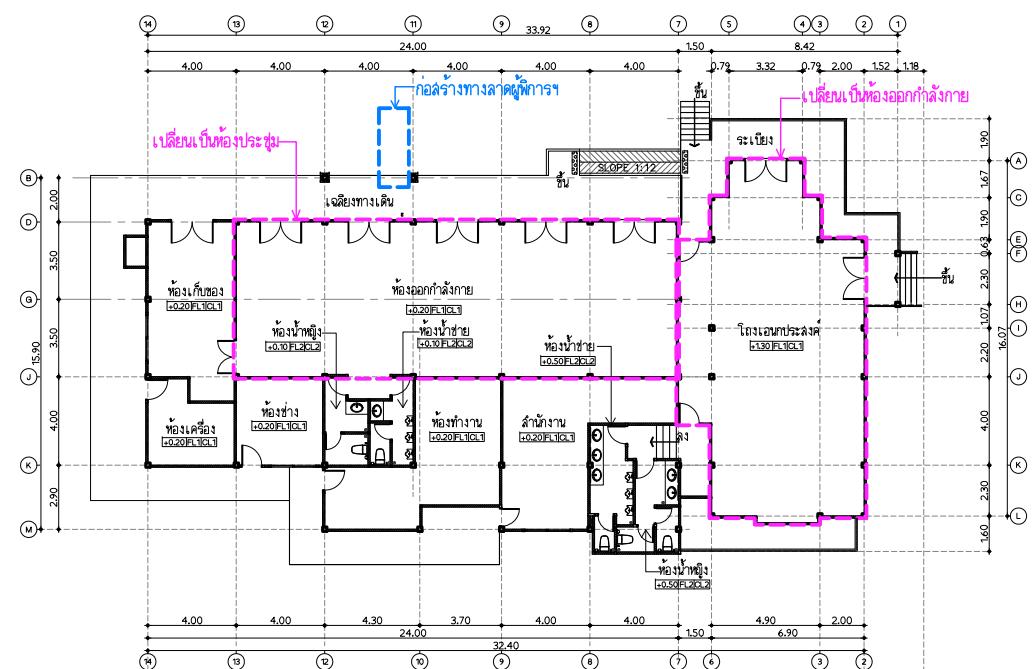 14 13 12 11 9 8 7 5 4 3 2 1
33.92
24.00 1.50 8.42
4.00 4.00 4.00 4.00 4.00 4.00 0.79 3.32 0.79 2.00 1.52 1.18
ก่อสร้างทางลาดผู้พิการฯ
ขึ้น
เปลี่ยนเป็นห้องออกกำลังกาย
เปลี่ยนเป็นห้องประชุม
ระเบียง
1.90
A
SLOPE 1:12
ขึ้น
B
1.67
2.00
เฉลียงทางเดิน
C
D
1.90
E
0.63
F
3.50
ห้องเก็บของ
+0.20 FL1 CL1
ห้องออกกำลังกาย
+0.20 FL1 CL1
2.30
ขึ้น
G
H
1.07
I
ห้องน้ำหญิง
+0.10 FL2 CL2
ห้องน้ำชาย
+0.10 FL2 CL2
ห้องน้ำชาย
+0.50 FL2 CL2
โถงเอนกประสงค์
+1.30 FL1 CL1
3.50
15.90
2.20
16.07
J
J
ห้องเครื่อง
+0.20 FL1 CL1
ห้องช่าง
+0.20 FL1 CL1
ห้องทำงาน
+0.20 FL1 CL1
สำนักงาน
+0.20 FL1 CL1
ลง
4.00
4.00
K
K
2.90
2.30
L
M
1.60
ห้องน้ำหญิง
+0.50 FL2 CL2
4.00 4.00 4.30 3.70 4.00 4.00 4.90 2.00
24.00 1.50 6.90
32.40
14 13 12 10 9 8 7 6 3 2